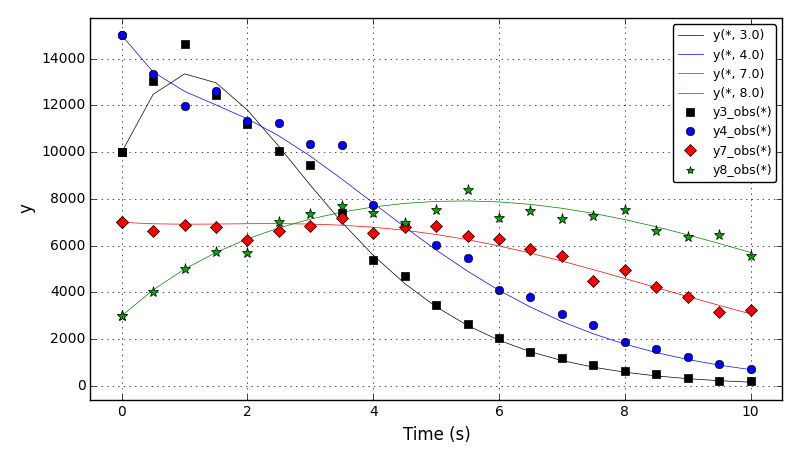 y(*, 3.0)
y(*, 4.0)
y(*, 7.0)
y(*, 8.0)
y3_obs(*)
y4_obs(*)
y7_obs(*)
y8_obs(*)
14000
12000
10000
8000
6000
4000
2000
0
y
0 2 4 6 8 10
Time (s)